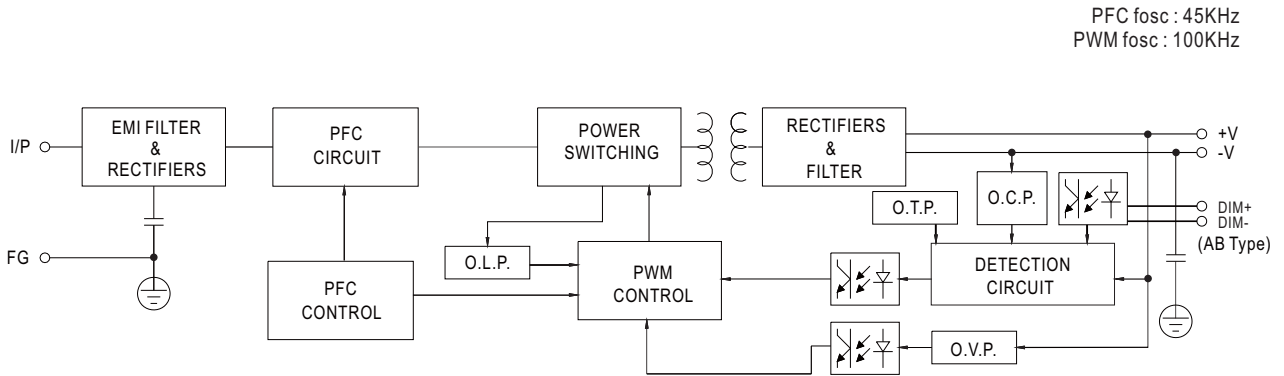 PFC fosc : 45KHz
PWM fosc : 100KHz
I/P
EMI FILTER
&
RECTIFIERS
PFC
CIRCUIT
POWER
SWITCHING
RECTIFIERS
&
FILTER
+V
-V
O.T.P.
O.C.P.
DIM+
DIM-
(AB Type)
FG
O.L.P.
PFC
CONTROL
PWM
CONTROL
DETECTION
CIRCUIT
O.V.P.